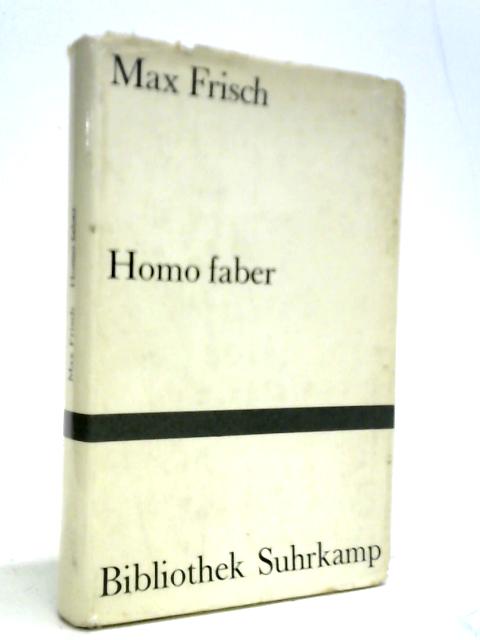 Max Frisch
Homo faber
Bibliothek Suhrkamp
Max Frisch Homo faber